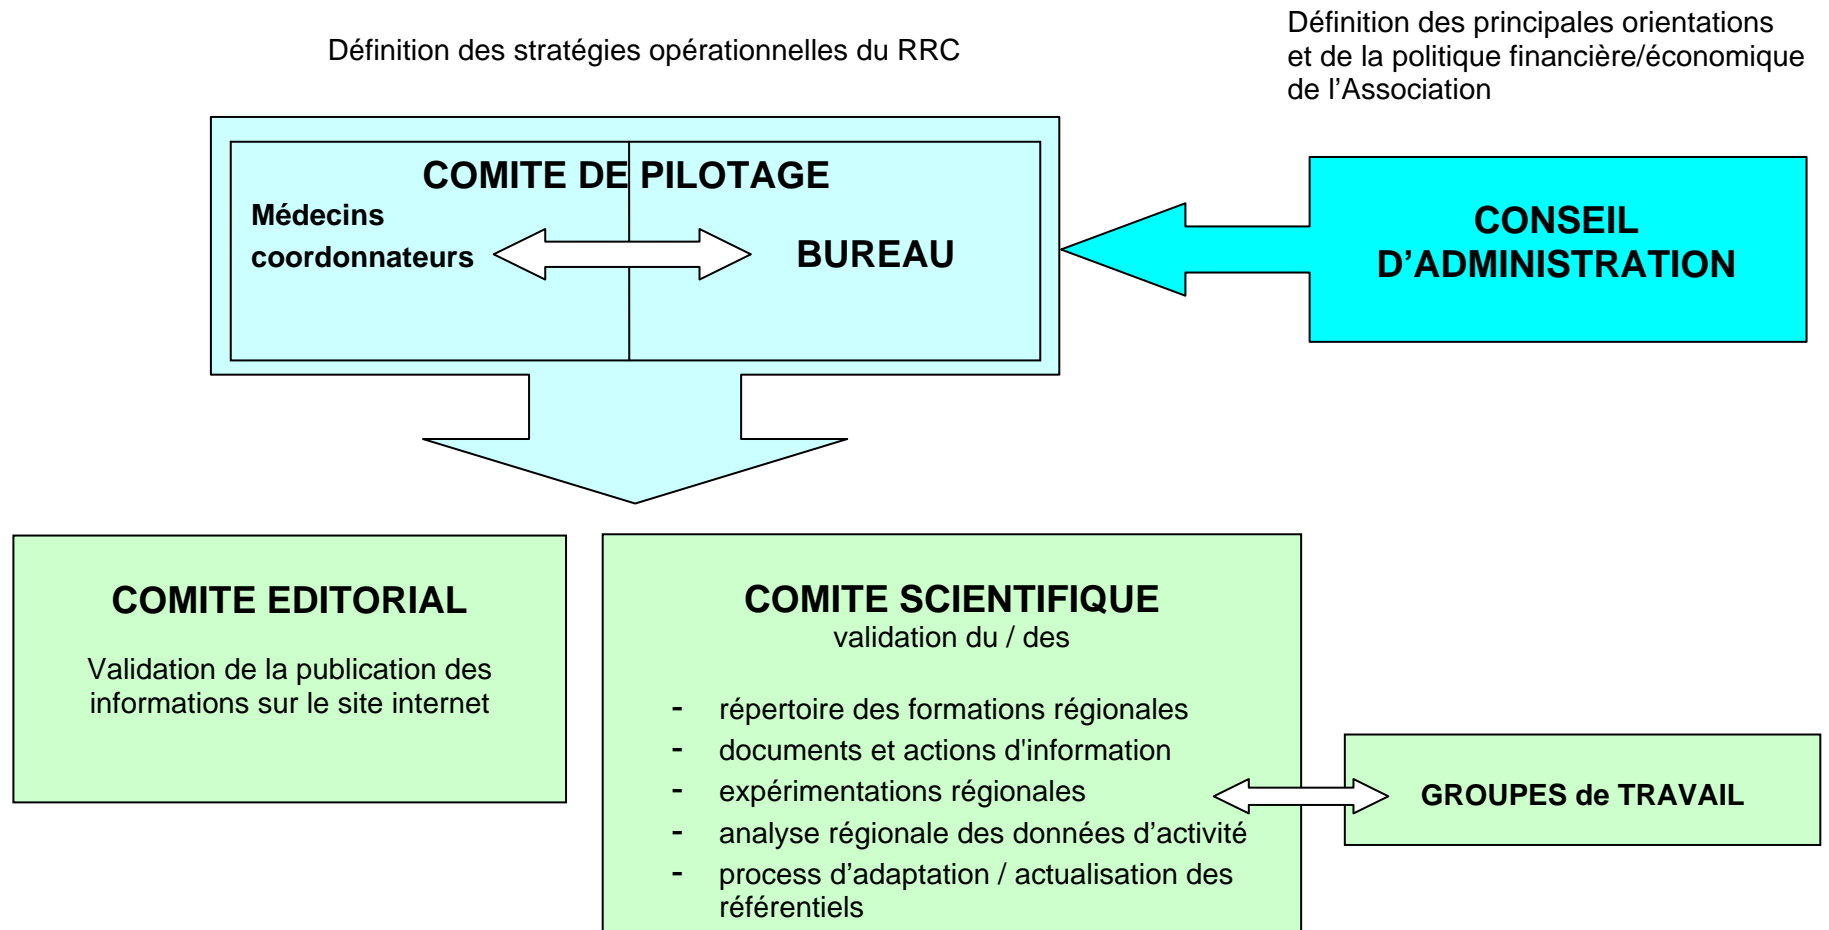 Définition des stratégies opérationnelles du RRC
Définition des principales orientations
et de la politique financière/économique
de l’Association
COMITE DE PILOTAGE
Médecins
coordonnateurs
BUREAU
CONSEIL
D’ADMINISTRATION
COMITE EDITORIAL
Validation de la publication des
informations sur le site internet
COMITE SCIENTIFIQUE
validation du / des
- répertoire des formations régionales
- documents et actions d'information
- expérimentations régionales
- analyse régionale des données d’activité
- process d’adaptation / actualisation des
référentiels
GROUPES de TRAVAIL